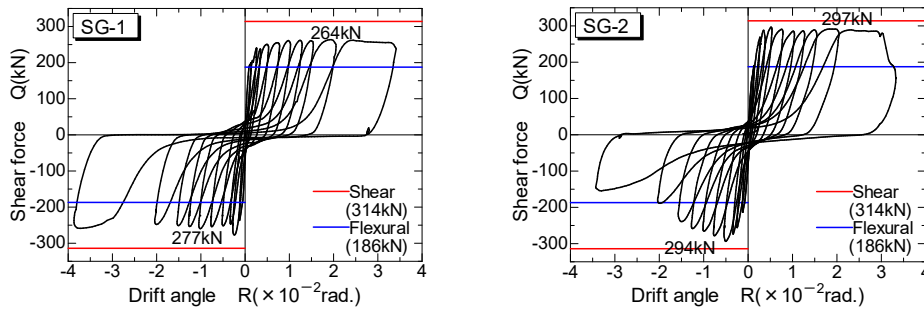 SG-1
264kN
277kN
Shear force Q(kN)
300
200
100
0
-100
-200
-300
Shear
(314kN)
Flexural
(186kN)
-4 -3 -2 -1 0 1 2 3 4
Drift angle R(×10⁻²rad.)
SG-2
297kN
294kN
Shear force Q(kN)
300
200
100
0
-100
-200
-300
Shear
(314kN)
Flexural
(186kN)
-4 -3 -2 -1 0 1 2 3 4
Drift angle R(×10⁻²rad.)